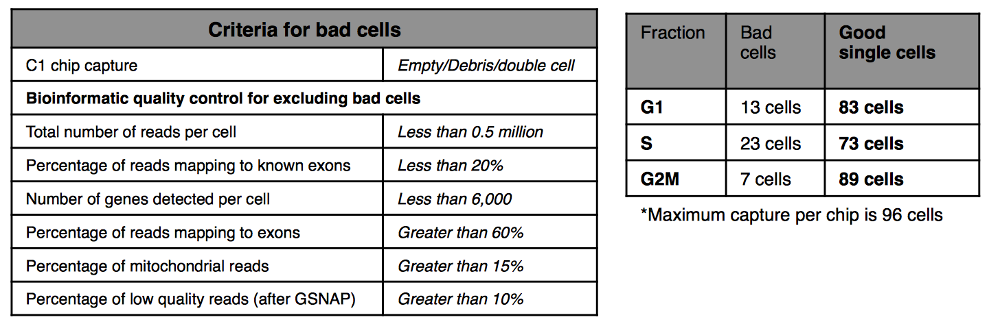 Criteria for bad cells
C1 chip capture Empty/Debris/double cell
Bioinformatic quality control for excluding bad cells
Total number of reads per cell Less than 0.5 million
Percentage of reads mapping to known exons Less than 20%
Number of genes detected per cell Less than 6,000
Percentage of reads mapping to exons Greater than 60%
Percentage of mitochondrial reads Greater than 15%
Percentage of low quality reads (after GSNAP) Greater than 10%
Fraction Bad Good
cells single cells
G1 13 cells 83 cells
S 23 cells 73 cells
G2M 7 cells 89 cells
*Maximum capture per chip is 96 cells